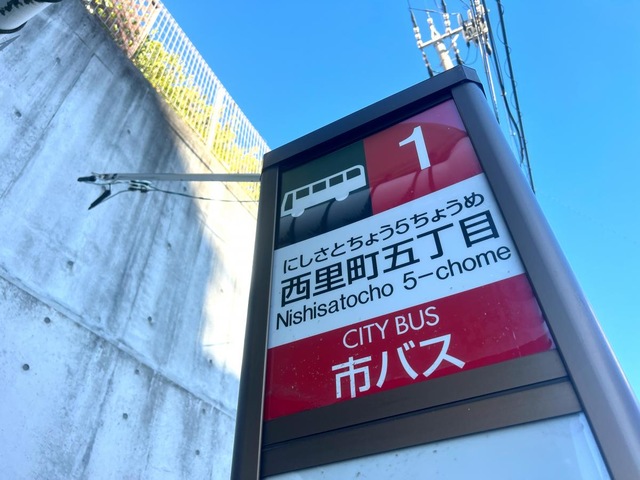 1
にしさとちょう5ちょうめ
西里町五丁目
Nishisatocho 5-chome
CITY BUS
市バス